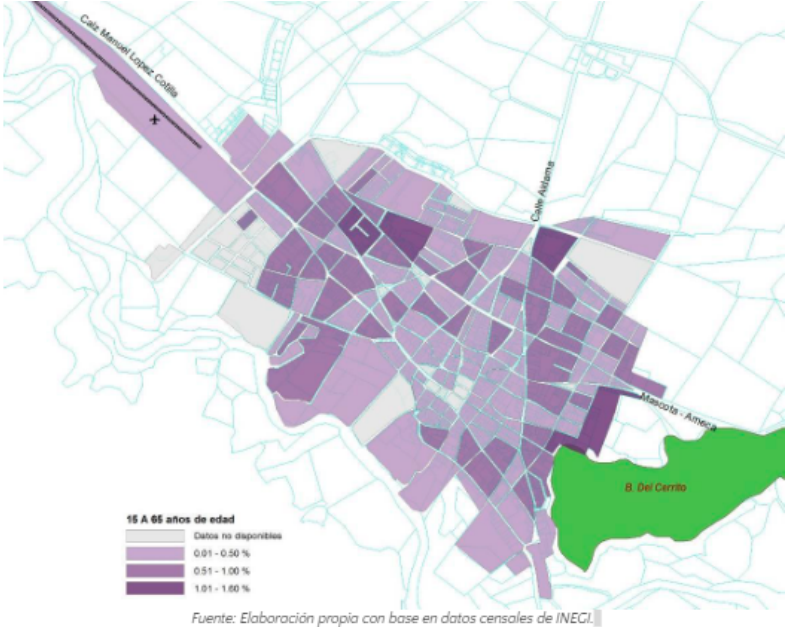 Calz Manuel Lopez Cotilla
Calle Aldama
Mascota - Ameca
B. Del Cerrito
15 A 65 años de edad
Datos no disponibles
0.01 - 0.50 %
0.51 - 1.00 %
1.01 - 1.60 %
Fuente: Elaboración propia con base en datos censales de INEGI.